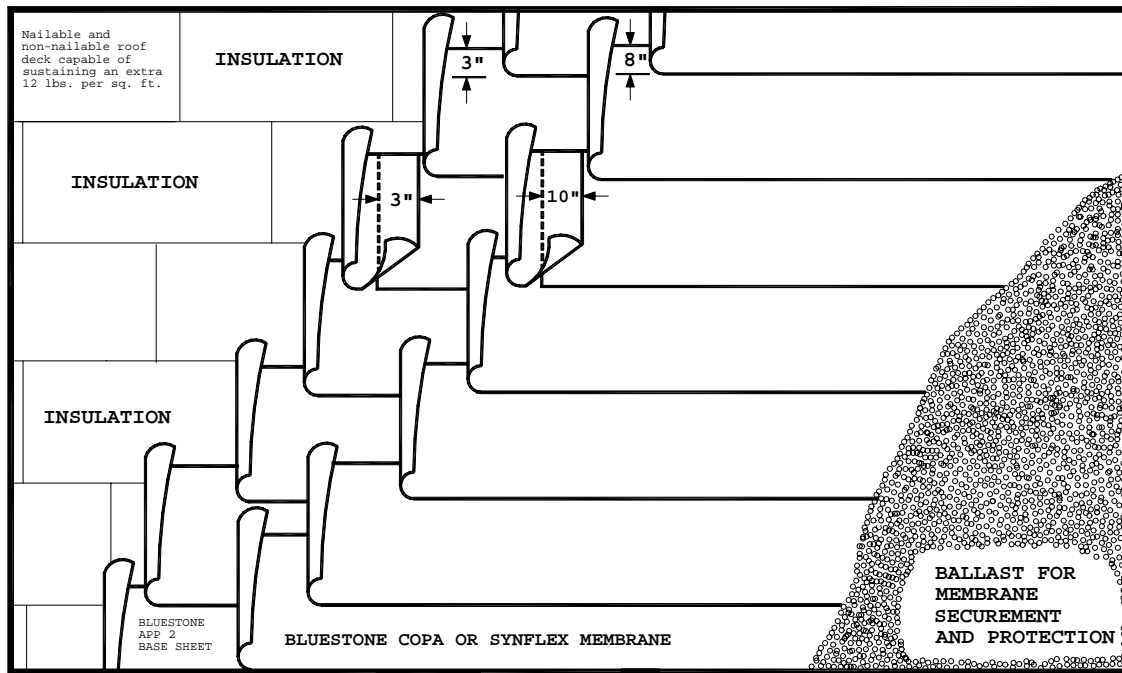 Nailable and
non-nailable roof
deck capable of
sustaining an extra
12 lbs. per sq. ft.
INSULATION
3"
8"
INSULATION
3"
10"
INSULATION
BLUESTONE
APP 2
BASE SHEET
BLUESTONE COPA OR SYNFLEX MEMBRANE
BALLAST FOR
MEMBRANE
SECUREMENT
AND PROTECTION